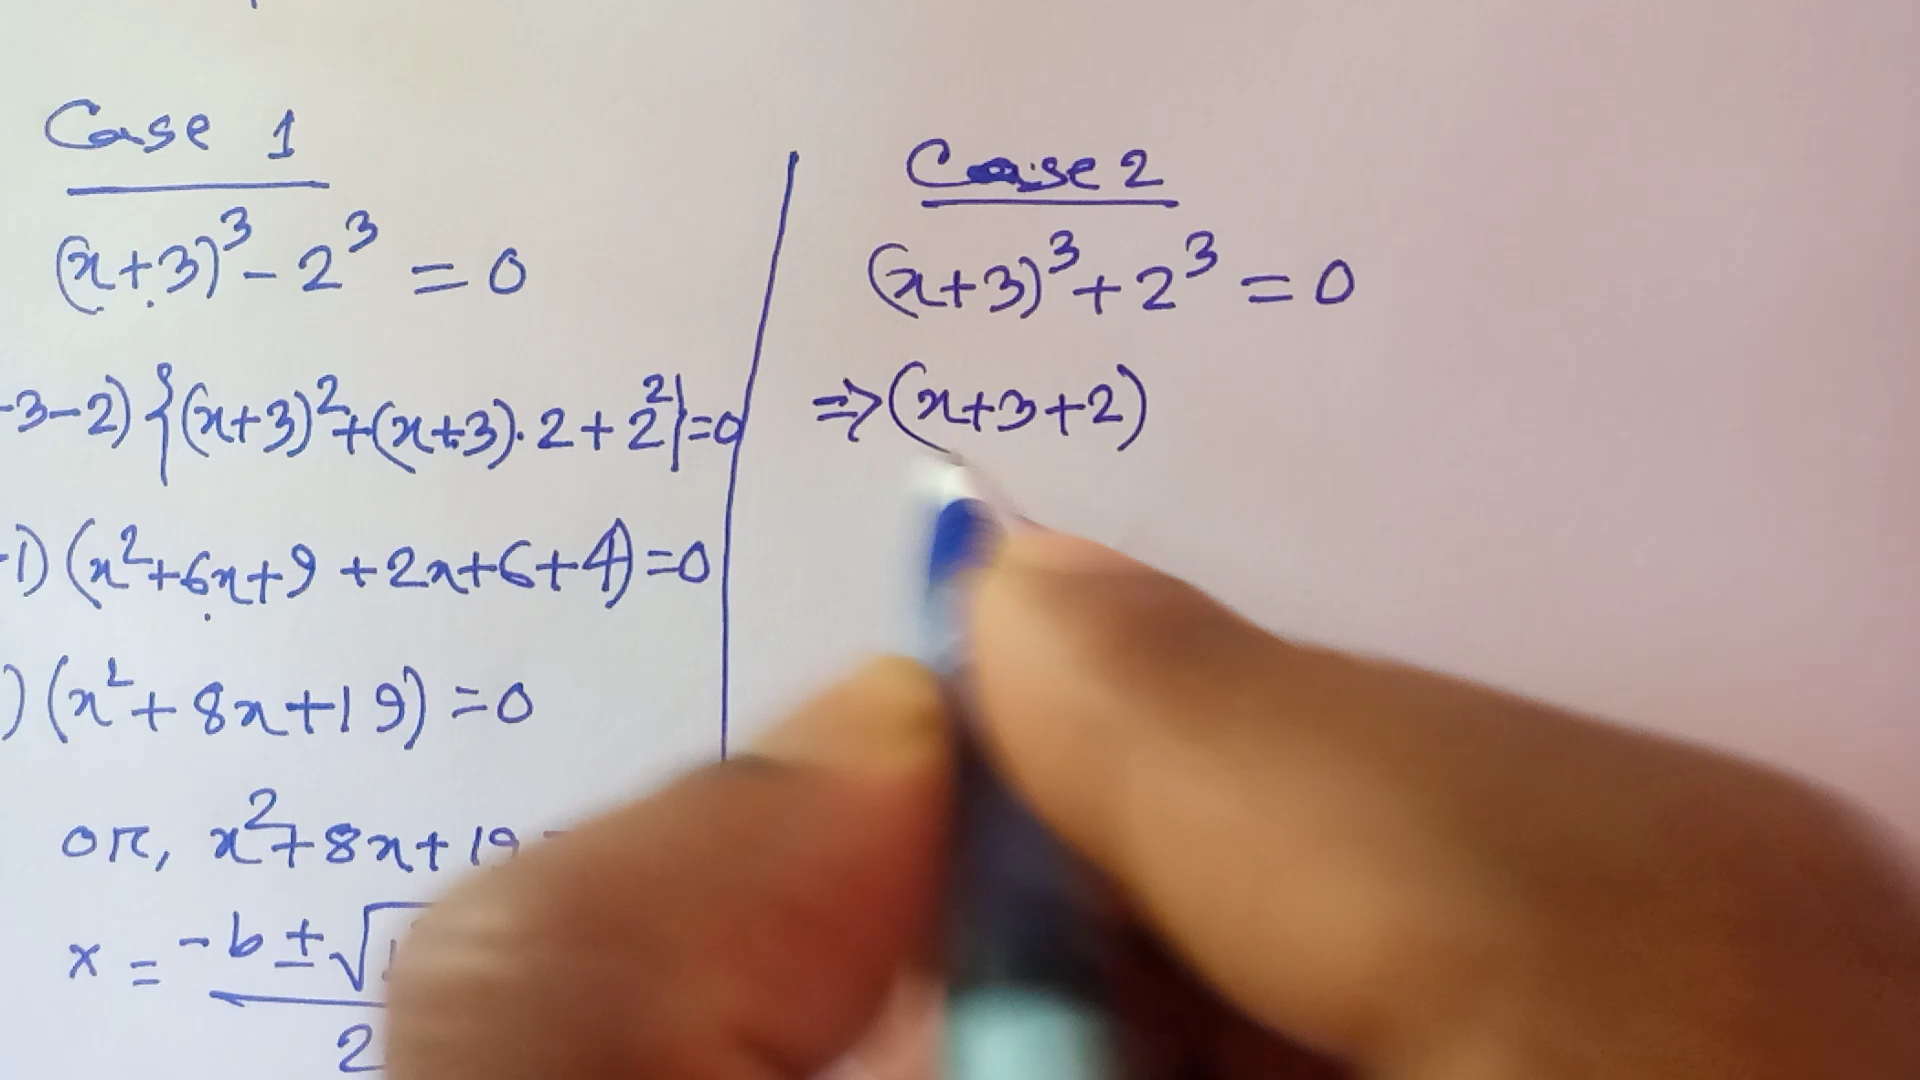 Case 1
(x+3)³ - 2³ = 0
-3-2) {(x+3)²+(x+3).2+2²}=0
-1) (x²+6x+9+2x+6+4)=0
) (x²+8x+19) = 0
or, x²+8x+19
x = -b ± √
2
Case 2
(x+3)³+2³ = 0
⇒(x+3+2)